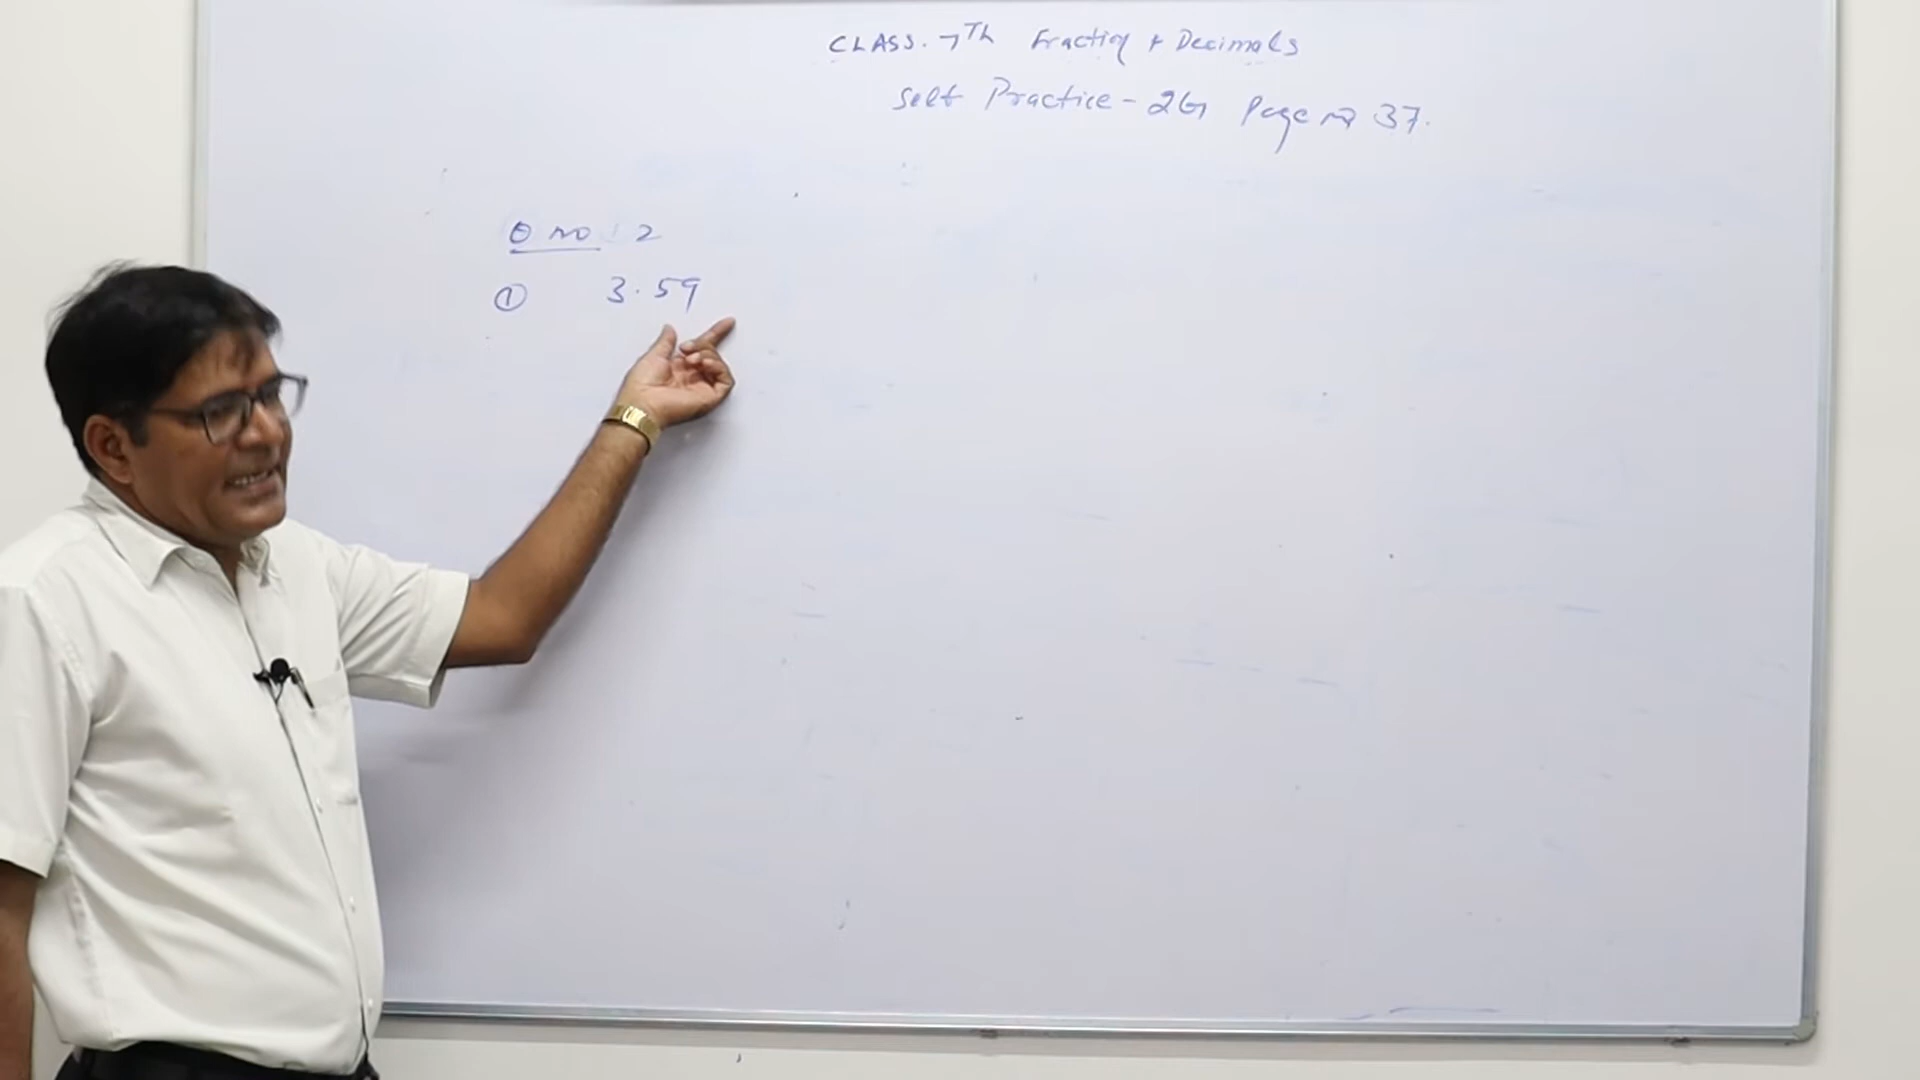 CLASS. 7Th Fraction & Decimals
Self Practice - 2G Page no 37.
Q no 2
① 3.59